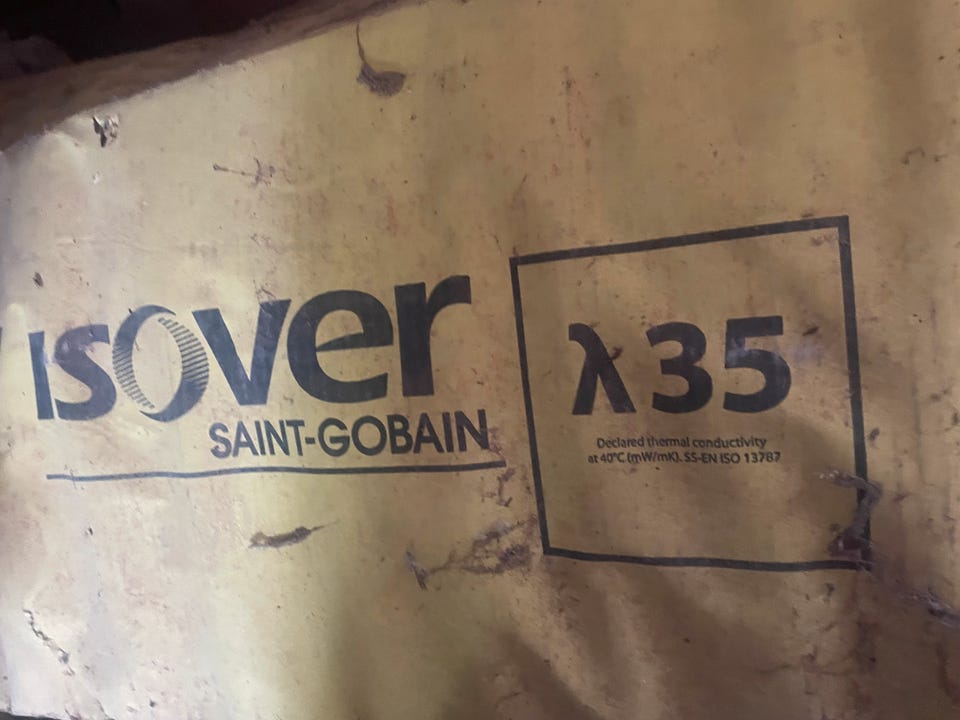 isover
SAINT-GOBAIN
λ35
Declared thermal conductivity
at 40°C (mW/mK). SS-EN ISO 13787